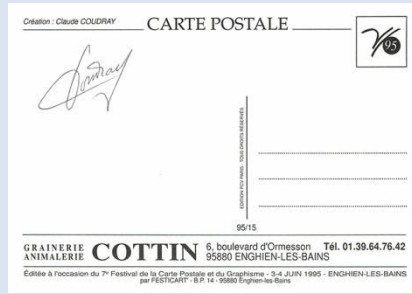 Création : Claude COUDRAY
CARTE POSTALE
95
Coudray
EDITION PCV PARIS - TOUS DROITS RÉSERVÉS
95/15
GRAINERIE
ANIMALERIE
COTTIN
6, boulevard d'Ormesson Tél. 01.39.64.76.42
95880 ENGHIEN-LES-BAINS
Éditée à l'occasion du 7e Festival de la Carte Postale et du Graphisme - 3-4 JUIN 1995 - ENGHIEN-LES-BAINS
par FESTICART' - B.P. 14 - 95880 Enghien-les-Bains